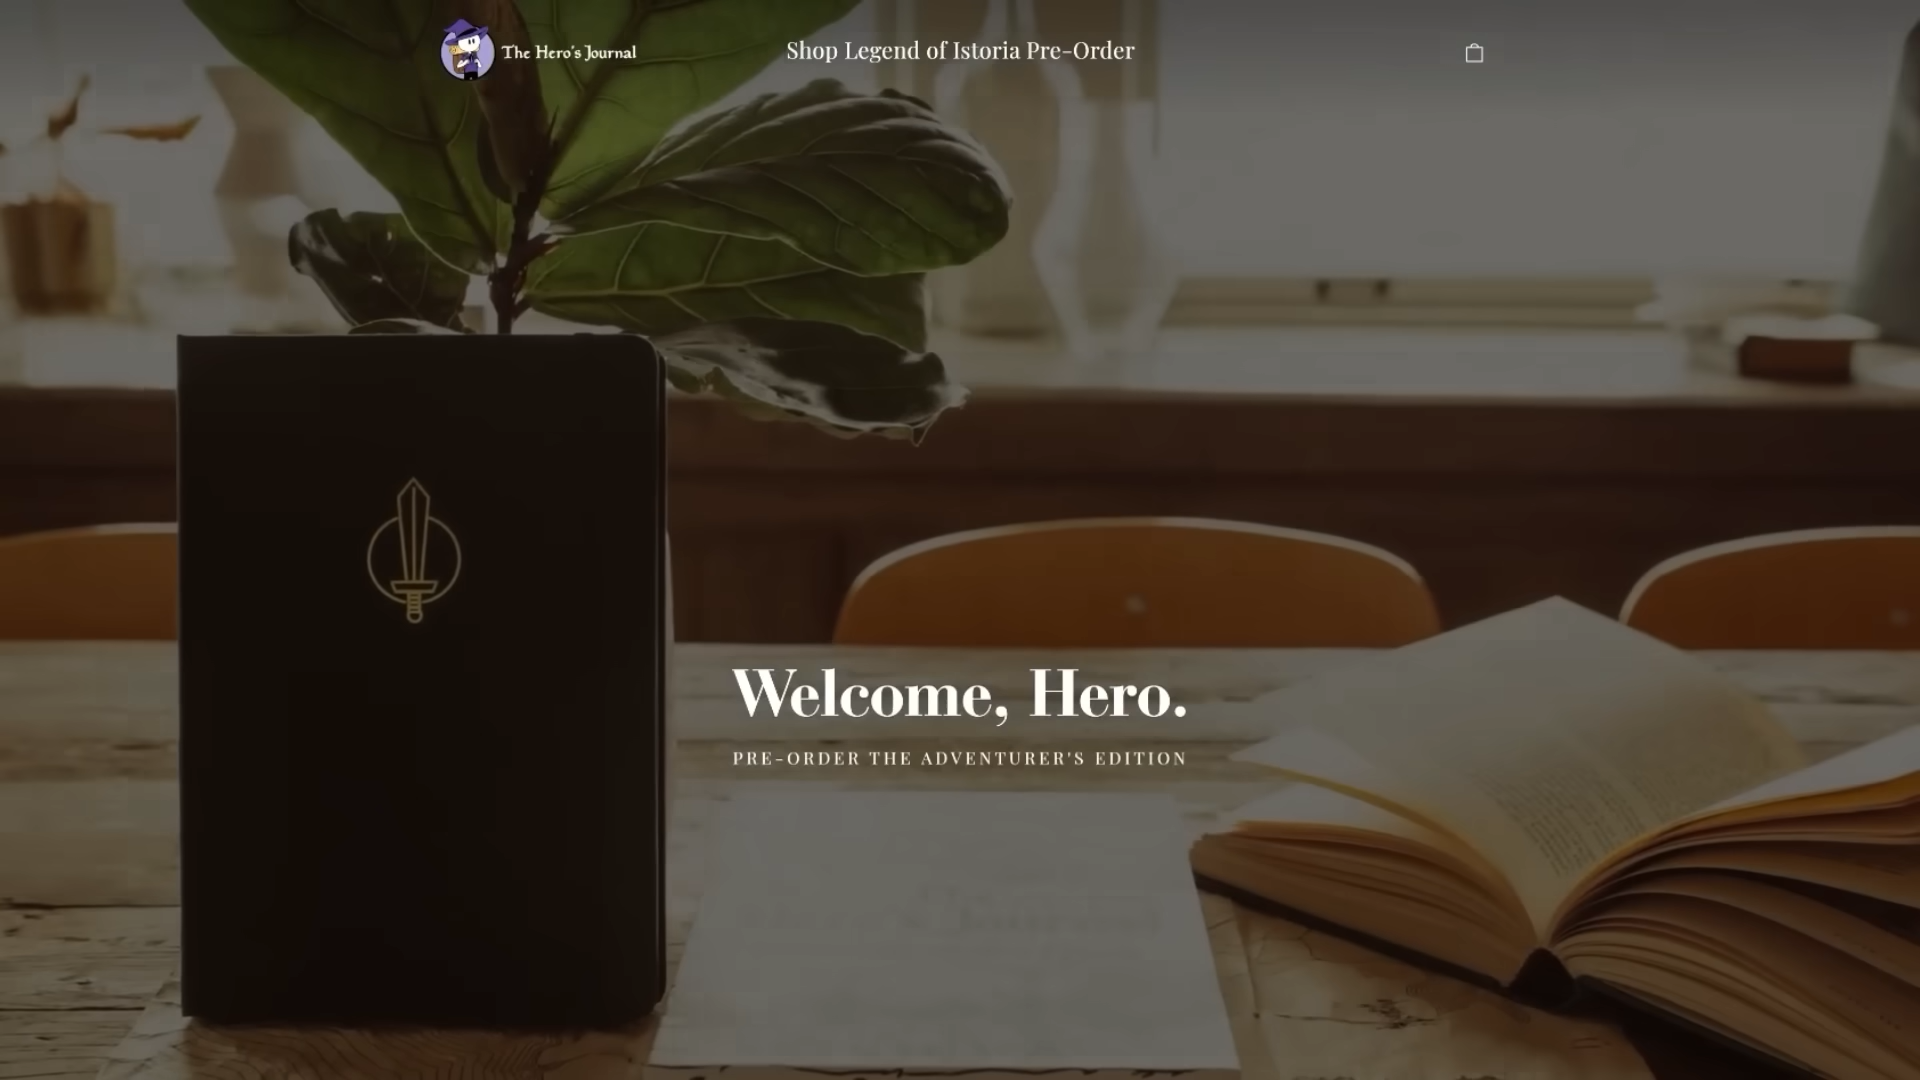 The Hero's Journal
Shop Legend of Istoria Pre-Order
Welcome, Hero.
PRE-ORDER THE ADVENTURER'S EDITION